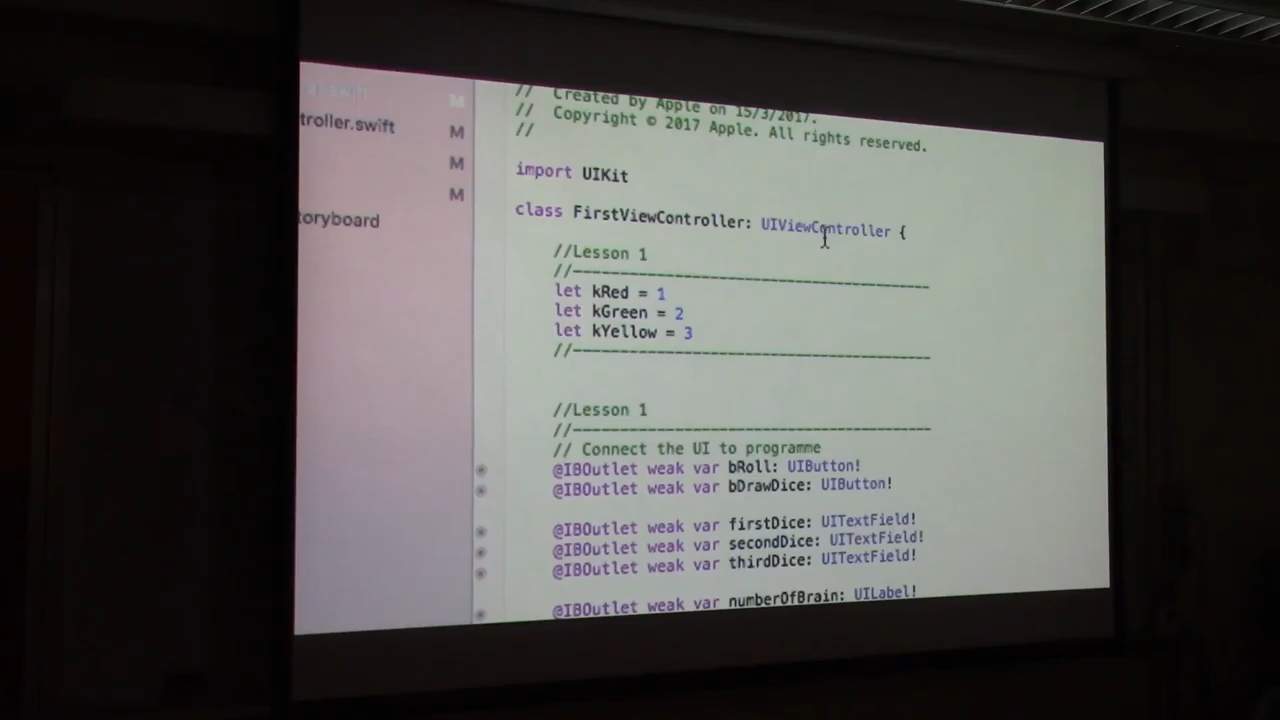 troller.swift
M
M
M
M
toryboard
// Created by Apple on 15/3/2017.
// Copyright © 2017 Apple. All rights reserved.
//
import UIKit
class FirstViewController: UIViewController {
//Lesson 1
//---------------------------------------
let kRed = 1
let kGreen = 2
let kYellow = 3
//---------------------------------------
//Lesson 1
//---------------------------------------
// Connect the UI to programme
@IBOutlet weak var bRoll: UIButton!
@IBOutlet weak var bDrawDice: UIButton!
@IBOutlet weak var firstDice: UITextField!
@IBOutlet weak var secondDice: UITextField!
@IBOutlet weak var thirdDice: UITextField!
@IBOutlet weak var numberOfBrain: UILabel!